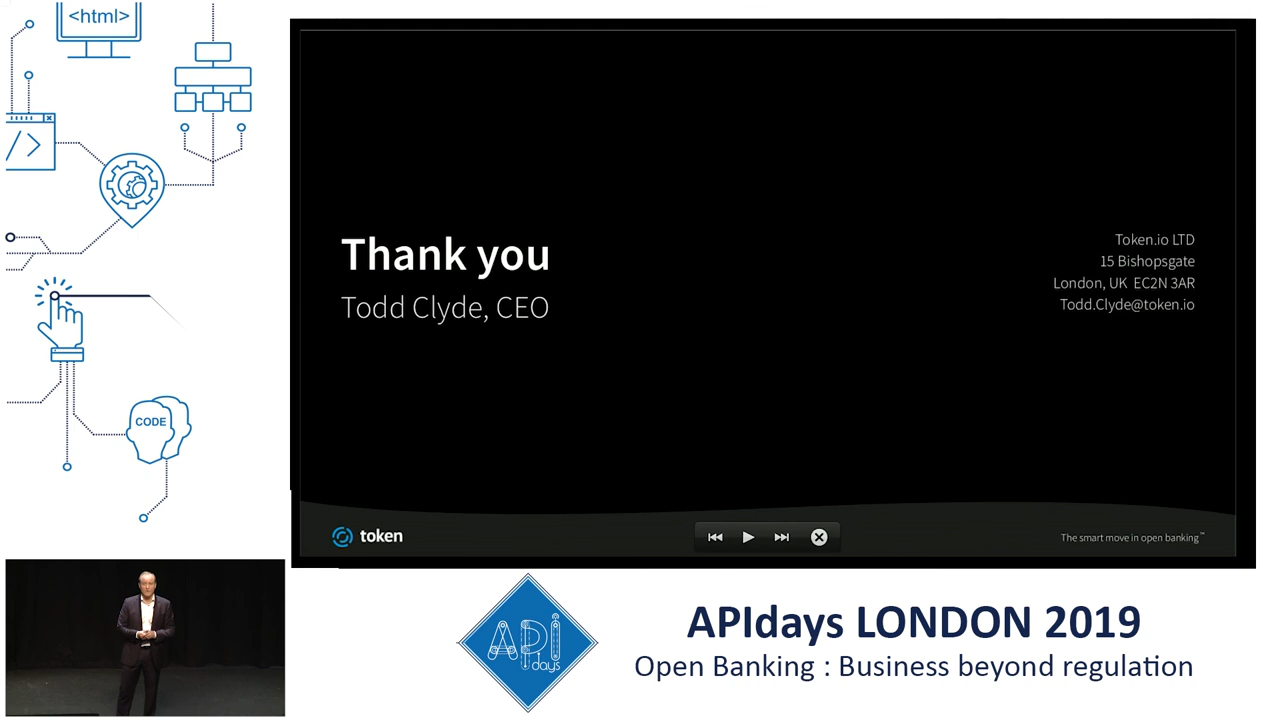 <html>
</>
CODE
Thank you
Todd Clyde, CEO
Token.io LTD
15 Bishopsgate
London, UK EC2N 3AR
Todd.Clyde@token.io
token
The smart move in open banking™
API
days
APIdays LONDON 2019
Open Banking : Business beyond regulation